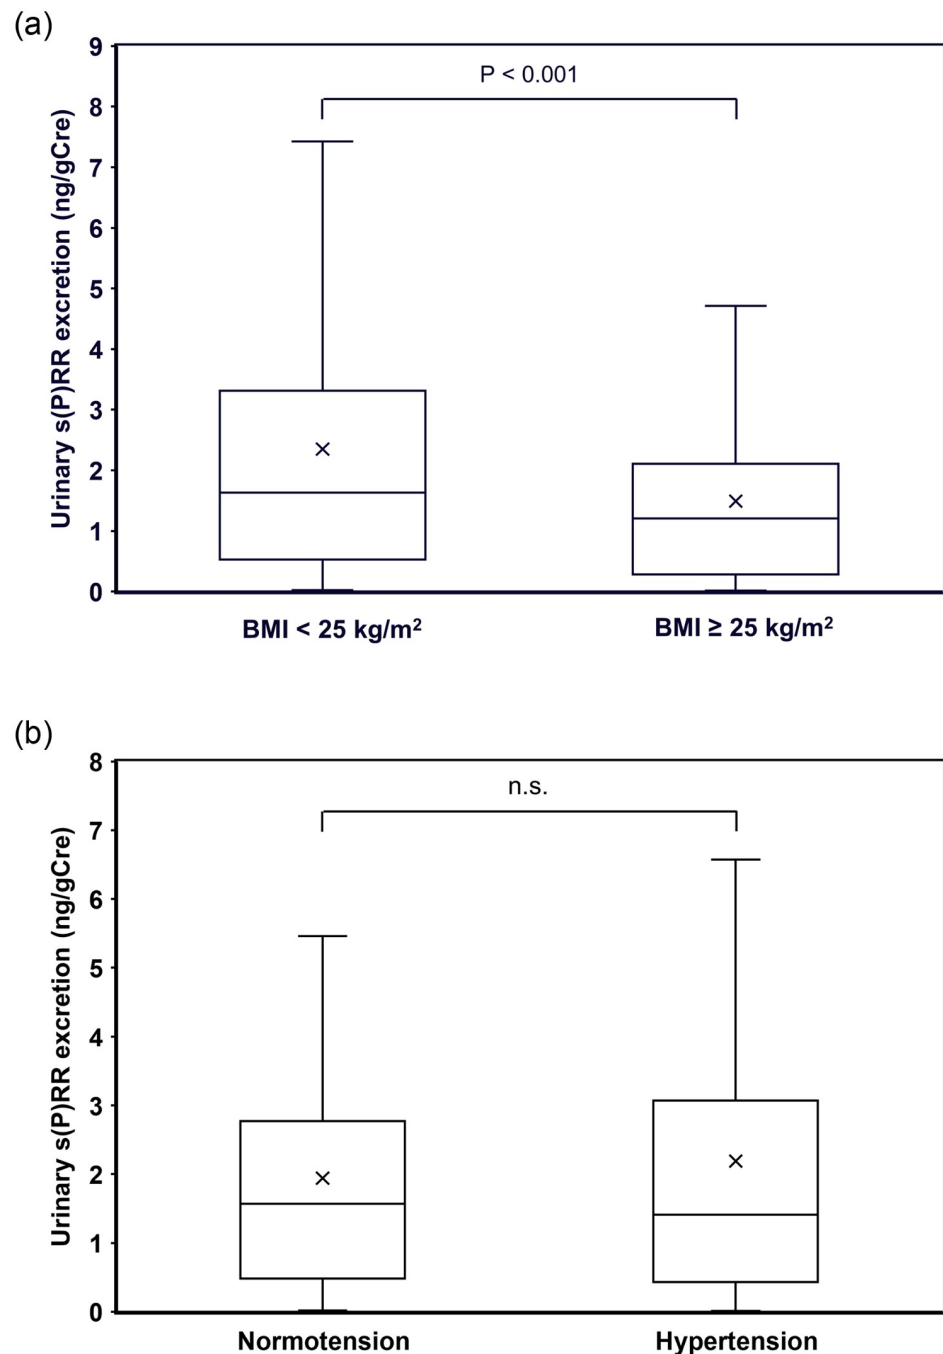 (a)
Urinary s(P)RR excretion (ng/gCre)
9
8
7
6
5
4
3
2
1
0
P < 0.001
BMI < 25 kg/m²
BMI ≥ 25 kg/m²
(b)
Urinary s(P)RR excretion (ng/gCre)
8
7
6
5
4
3
2
1
0
n.s.
Normotension
Hypertension